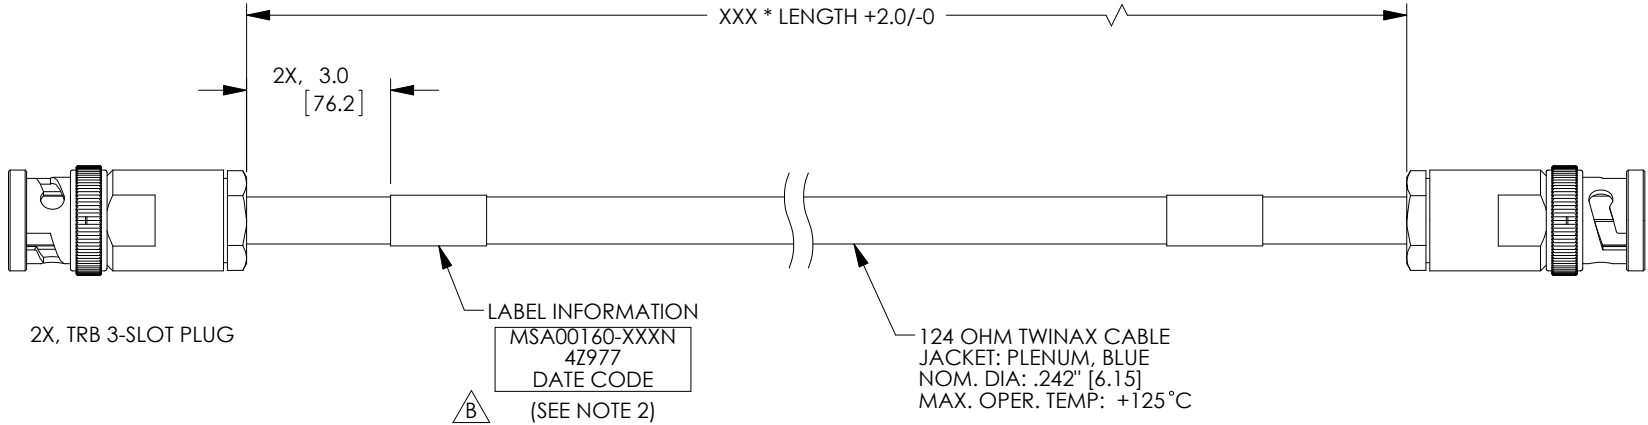 XXX * LENGTH +2.0/-0
2X, 3.0
[76.2]
2X, TRB 3-SLOT PLUG
LABEL INFORMATION
MSA00160-XXXN
4Z977
DATE CODE
B
(SEE NOTE 2)
124 OHM TWINAX CABLE
JACKET: PLENUM, BLUE
NOM. DIA: .242" [6.15]
MAX. OPER. TEMP: +125°C